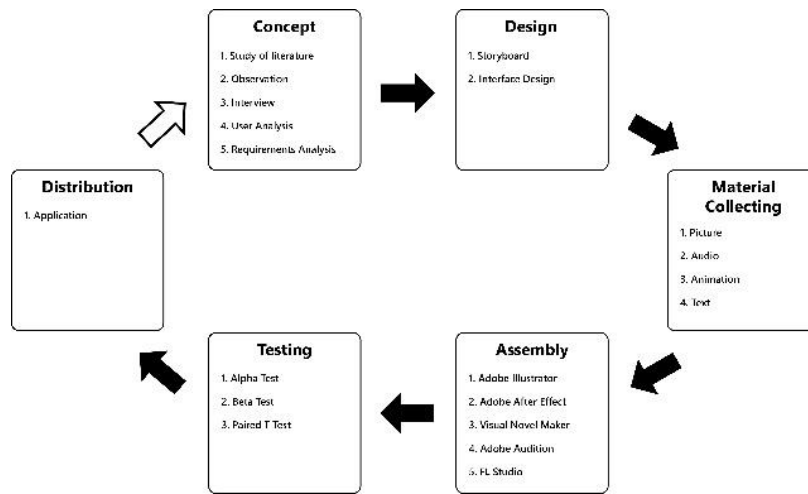 Concept
1. Study of literature
2. Observation
3. Interview
4. User Analysis
5. Requirements Analysis
Design
1. Storyboard
2. Interface Design
Material
Collecting
1. Picture
2. Audio
3. Animation
4. Text
Assembly
1. Adobe Illustrator
2. Adobe After Effect
3. Visual Novel Maker
4. Adobe Audition
5. FL Studio
Testing
1. Alpha Test
2. Beta Test
3. Paired T Test
Distribution
1. Application